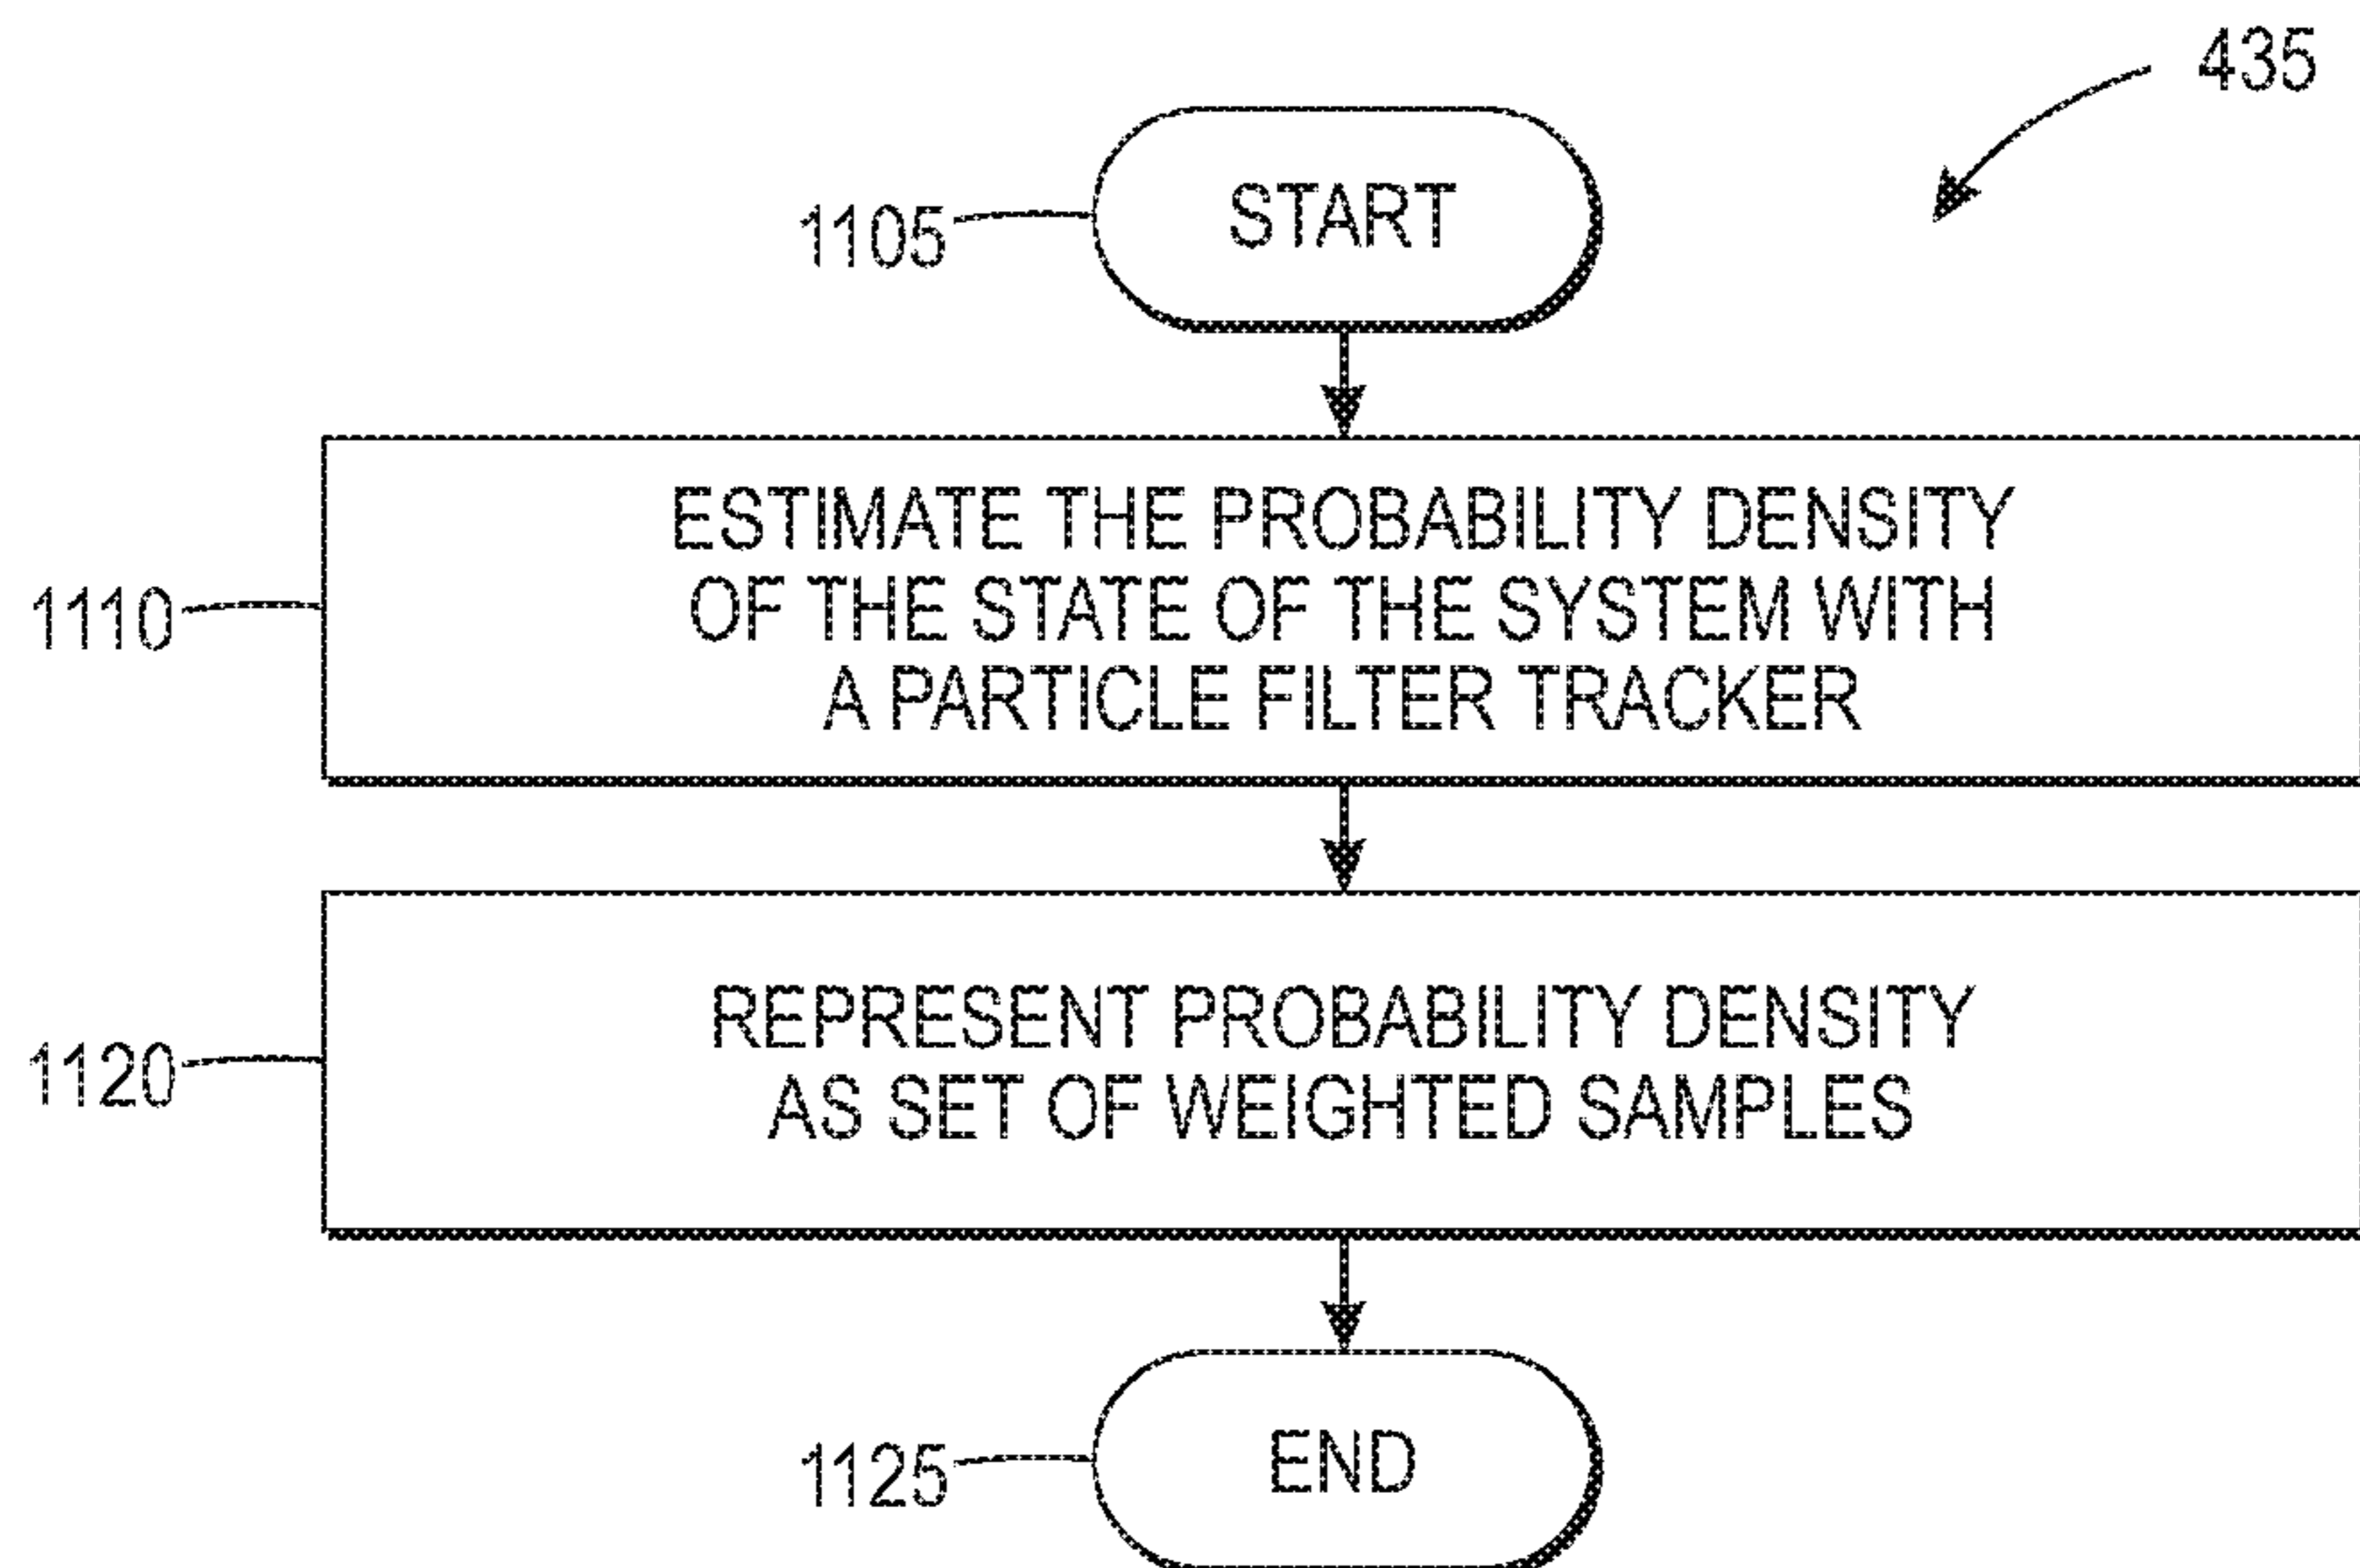 435
1105
START
1110
ESTIMATE THE PROBABILITY DENSITY
OF THE STATE OF THE SYSTEM WITH
A PARTICLE FILTER TRACKER
1120
REPRESENT PROBABILITY DENSITY
AS SET OF WEIGHTED SAMPLES
1125
END